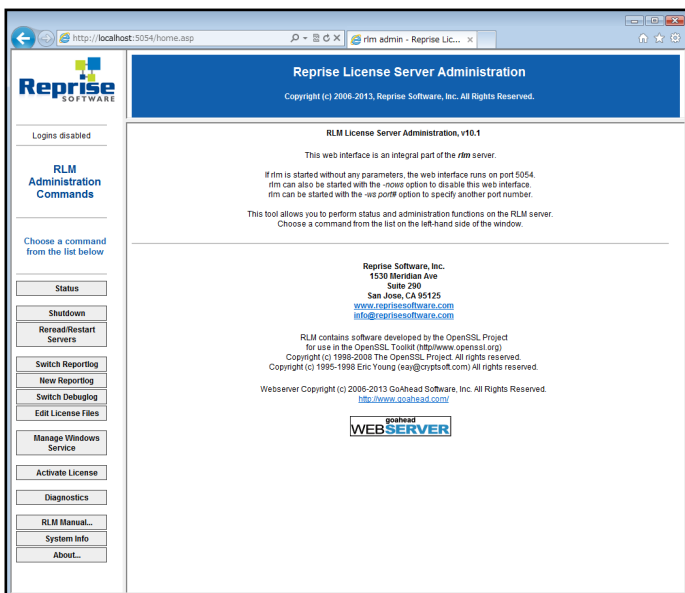 http://localhost:5054/home.asp
rlm admin - Reprise Lic...
Reprise
SOFTWARE
Reprise License Server Administration
Copyright (c) 2006-2013, Reprise Software, Inc. All Rights Reserved.
Logins disabled
RLM
Administration
Commands
Choose a command
from the list below
Status
Shutdown
Reread/Restart
Servers
Switch Reportlog
New Reportlog
Switch Debuglog
Edit License Files
Manage Windows
Service
Activate License
Diagnostics
RLM Manual...
System Info
About...
RLM License Server Administration, v10.1
This web interface is an integral part of the rlm server.
If rlm is started without any parameters, the web interface runs on port 5054.
rlm can also be started with the -nows option to disable this web interface.
rlm can be started with the -ws port# option to specify another port number.
This tool allows you to perform status and administration functions on the RLM server.
Choose a command from the list on the left-hand side of the window.
Reprise Software, Inc.
1530 Meridian Ave
Suite 290
San Jose, CA 95125
www.reprisesoftware.com
info@reprisesoftware.com
RLM contains software developed by the OpenSSL Project
for use in the OpenSSL Toolkit (http//www.openssl.org)
Copyright (c) 1998-2008 The OpenSSL Project. All rights reserved.
Copyright (c) 1995-1998 Eric Young (eay@cryptsoft.com) All rights reserved.
Webserver Copyright (c) 2006-2013 GoAhead Software, Inc. All Rights Reserved.
http://www.goahead.com/
goahead
WEBSERVER